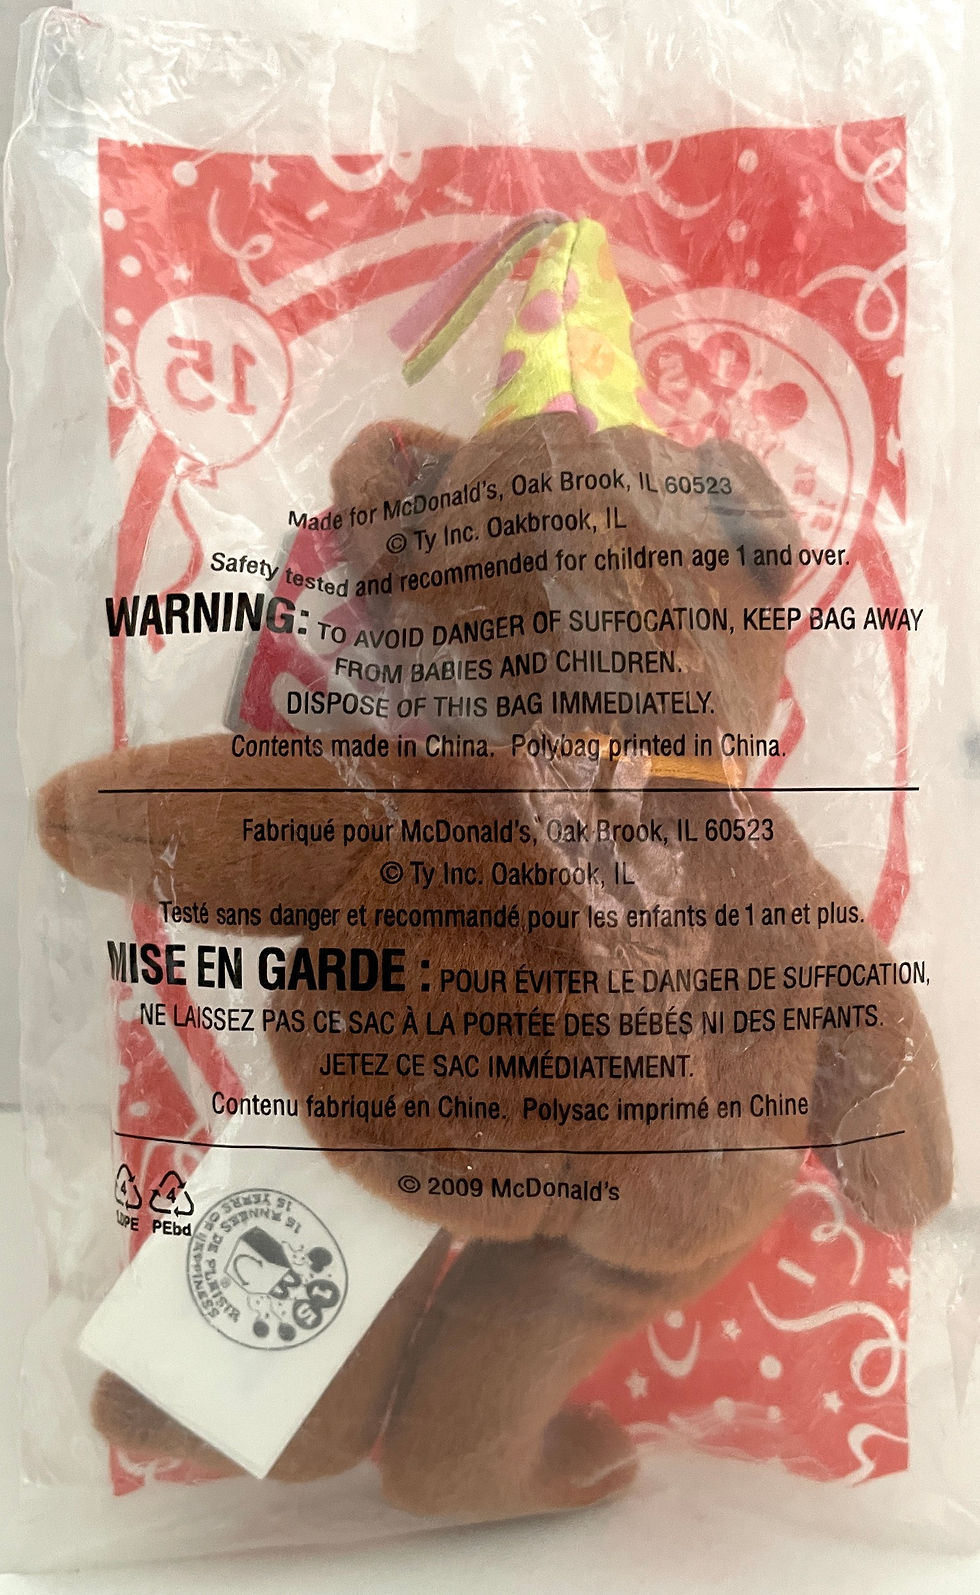 15
Made for McDonald's, Oak Brook, IL 60523
© Ty Inc. Oakbrook, IL
Safety tested and recommended for children age 1 and over.
WARNING: TO AVOID DANGER OF SUFFOCATION, KEEP BAG AWAY
FROM BABIES AND CHILDREN.
DISPOSE OF THIS BAG IMMEDIATELY.
Contents made in China. Polybag printed in China.
Fabriqué pour McDonald's, Oak Brook, IL 60523
© Ty Inc. Oakbrook, IL
Testé sans danger et recommandé pour les enfants de 1 an et plus.
MISE EN GARDE : POUR ÉVITER LE DANGER DE SUFFOCATION,
NE LAISSEZ PAS CE SAC À LA PORTÉE DES BÉBÉS NI DES ENFANTS.
JETEZ CE SAC IMMÉDIATEMENT.
Contenu fabriqué en Chine. Polysac imprimé en Chine
© 2009 McDonald's
4 4
LDPE PEbd